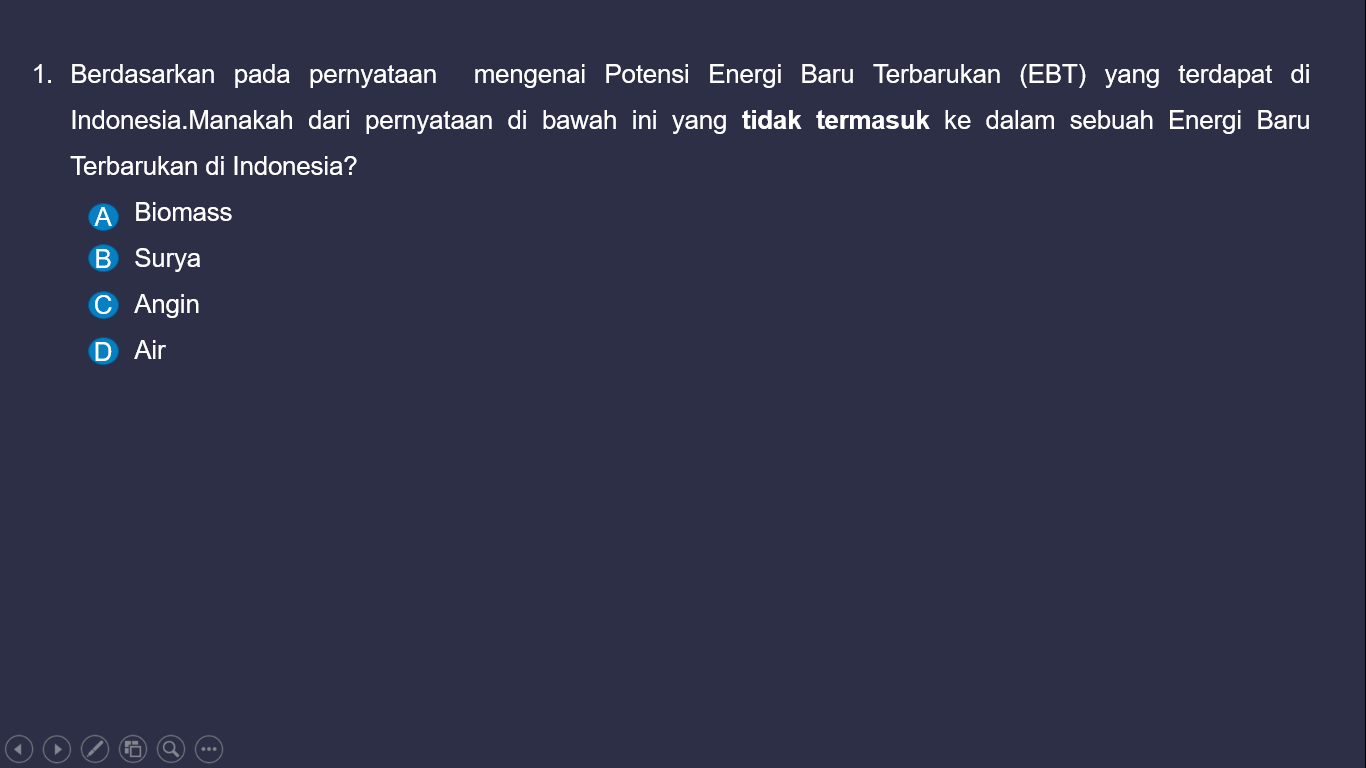 1. Berdasarkan pada pernyataan mengenai Potensi Energi Baru Terbarukan (EBT) yang terdapat di
Indonesia.Manakah dari pernyataan di bawah ini yang tidak termasuk ke dalam sebuah Energi Baru
Terbarukan di Indonesia?
A Biomass
B Surya
C Angin
D Air